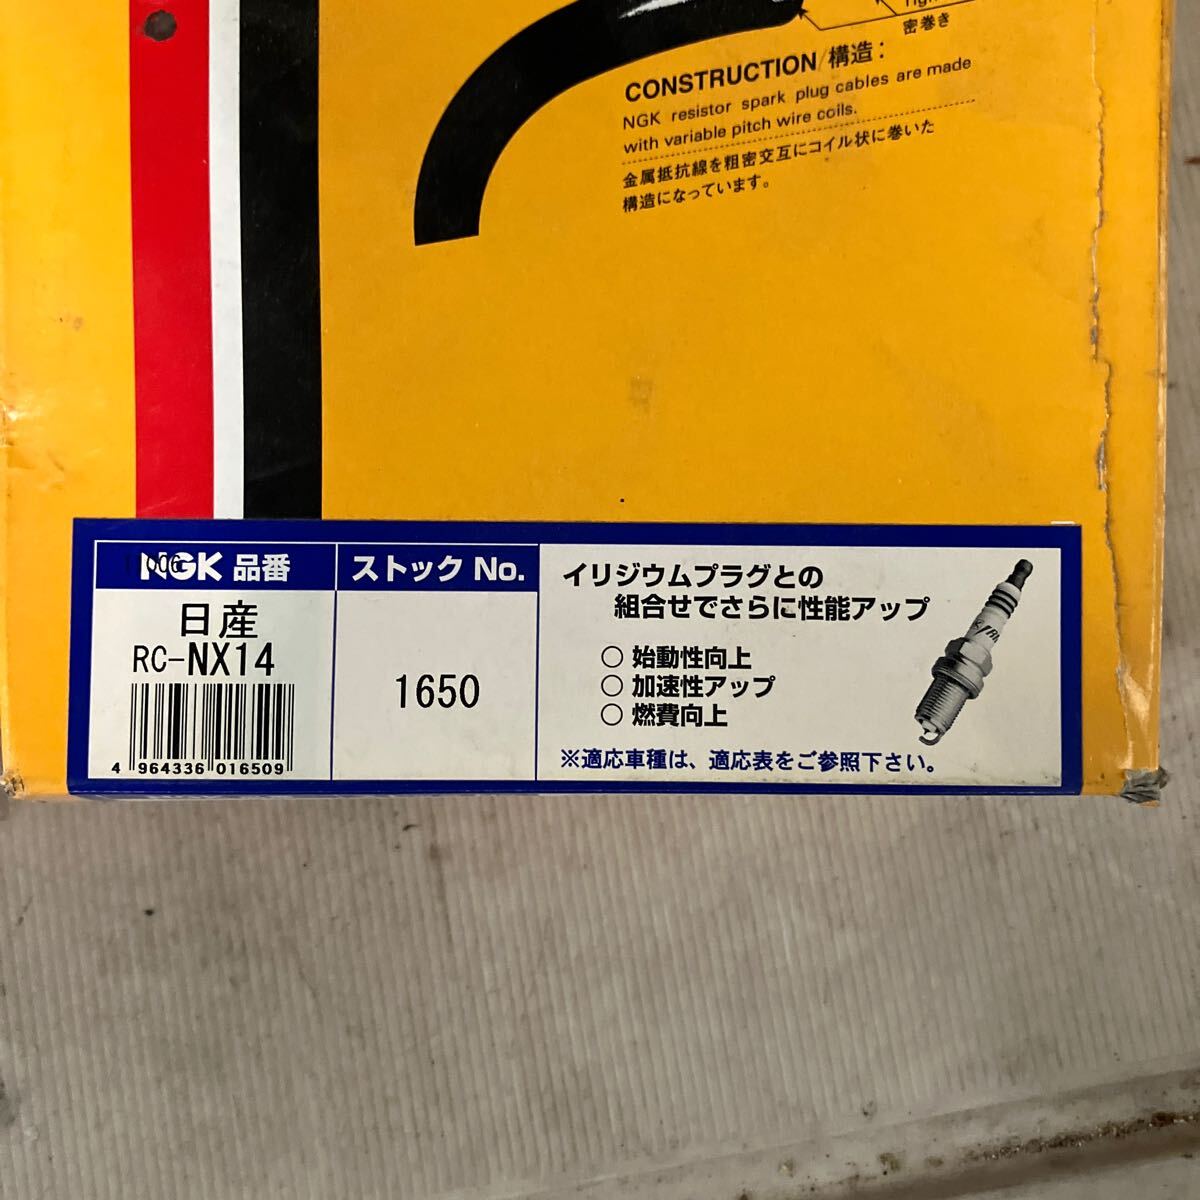 密巻き
CONSTRUCTION/構造:
NGK resistor spark plug cables are made
with variable pitch wire coils.
金属抵抗線を粗密交互にコイル状に巻いた
構造になっています。
NGK 品番
ストック No.
日産
RC-NX14
1650
4 964336 016509
イリジウムプラグとの
組合せでさらに性能アップ
○ 始動性向上
○ 加速性アップ
○ 燃費向上
※適応車種は、適応表をご参照下さい。